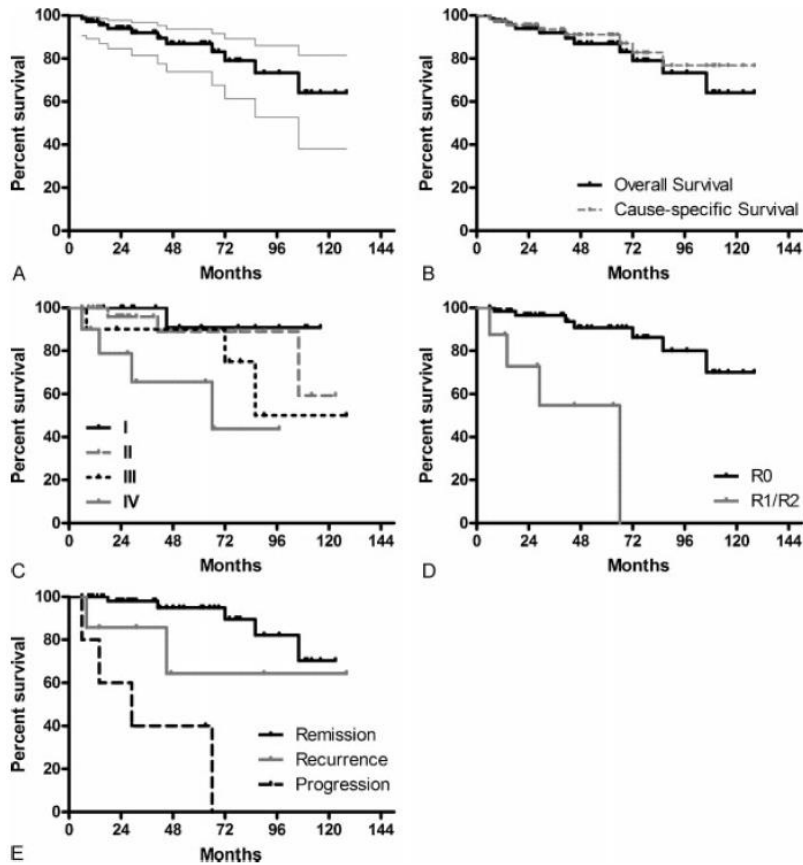 100
80
60
40
20
0
Percent survival
0 24 48 72 96 120 144
Months
A
100
80
60
40
20
0
Percent survival
Overall Survival
Cause-specific Survival
0 24 48 72 96 120 144
Months
B
100
80
60
40
20
0
Percent survival
I
II
III
IV
0 24 48 72 96 120 144
Months
C
100
80
60
40
20
0
Percent survival
R0
R1/R2
0 24 48 72 96 120 144
Months
D
100
80
60
40
20
0
Percent survival
Remission
Recurrence
Progression
0 24 48 72 96 120 144
Months
E